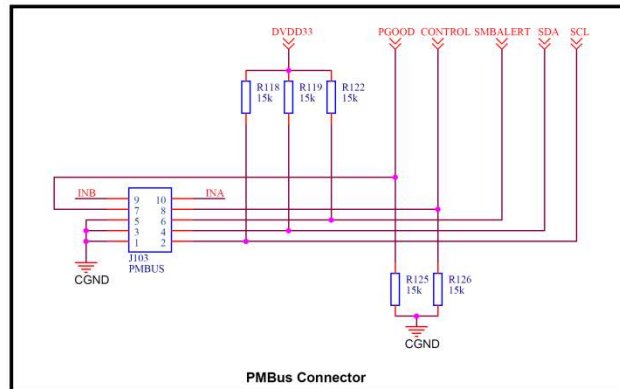 DVDD33 PGOOD CONTROL SMBALERT SDA SCL
R118 R119 R122
15k 15k 15k
INB 9 10 INA
7 8
5 6
3 4
1 2
J103
PMBUS
CGND
R125 R126
15k 15k
CGND
PMBus Connector